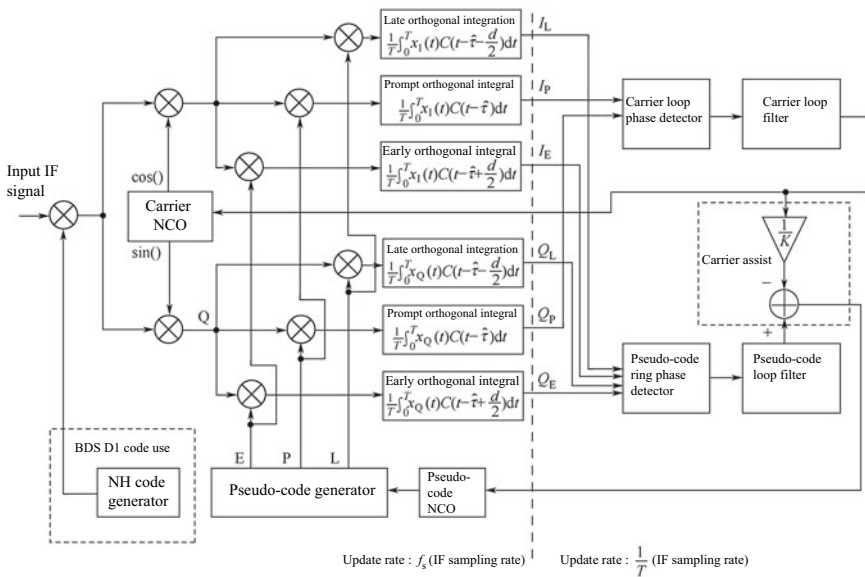 Late orthogonal integration
$\frac{1}{T}\int_0^T x_I(t)C(t-\hat{\tau}-\frac{d}{2})dt$
I_L
Prompt orthogonal integral
$\frac{1}{T}\int_0^T x_I(t)C(t-\hat{\tau})dt$
I_P
Carrier loop
phase detector
Carrier loop
filter
Early orthogonal integral
$\frac{1}{T}\int_0^T x_I(t)C(t-\hat{\tau}+\frac{d}{2})dt$
I_E
Input IF
signal
cos()
Carrier
NCO
sin()
$\frac{1}{K}$
Carrier assist
−
+
Late orthogonal integration
$\frac{1}{T}\int_0^T x_Q(t)C(t-\hat{\tau}-\frac{d}{2})dt$
Q_L
Q
Prompt orthogonal integral
$\frac{1}{T}\int_0^T x_Q(t)C(t-\hat{\tau})dt$
Q_P
Early orthogonal integral
$\frac{1}{T}\int_0^T x_Q(t)C(t-\hat{\tau}+\frac{d}{2})dt$
Q_E
Pseudo-code
ring phase
detector
Pseudo-code
loop filter
BDS D1 code use
NH code
generator
E P L
Pseudo-code generator
Pseudo-
code
NCO
Update rate : f_s (IF sampling rate)
Update rate : $\frac{1}{T}$ (IF sampling rate)